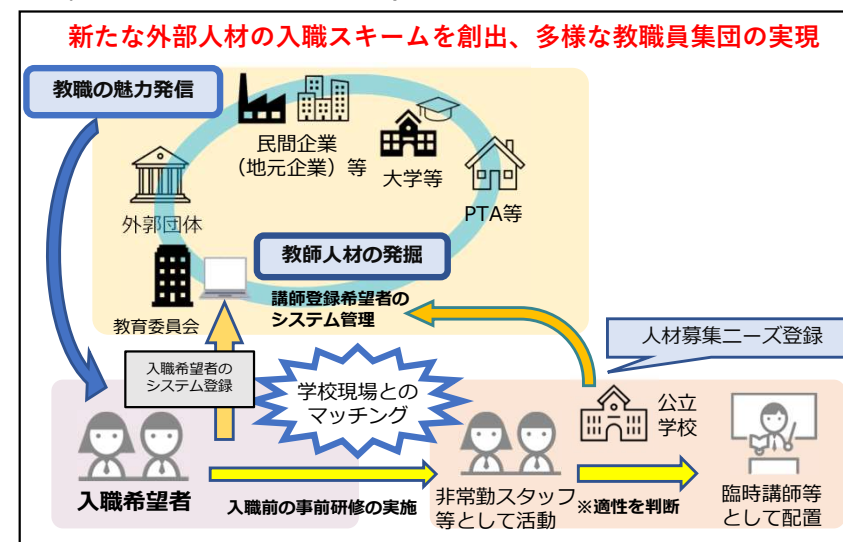 新たな外部人材の入職スキームを創出、多様な教職員集団の実現
教職の魅力発信
民間企業
（地元企業）等
大学等
外郭団体
PTA等
教師人材の発掘
講師登録希望者の
システム管理
教育委員会
人材募集ニーズ登録
入職希望者の
システム登録
学校現場との
マッチング
公立
学校
入職希望者
入職前の事前研修の実施
非常勤スタッフ
等として活動
※適性を判断
臨時講師等
として配置